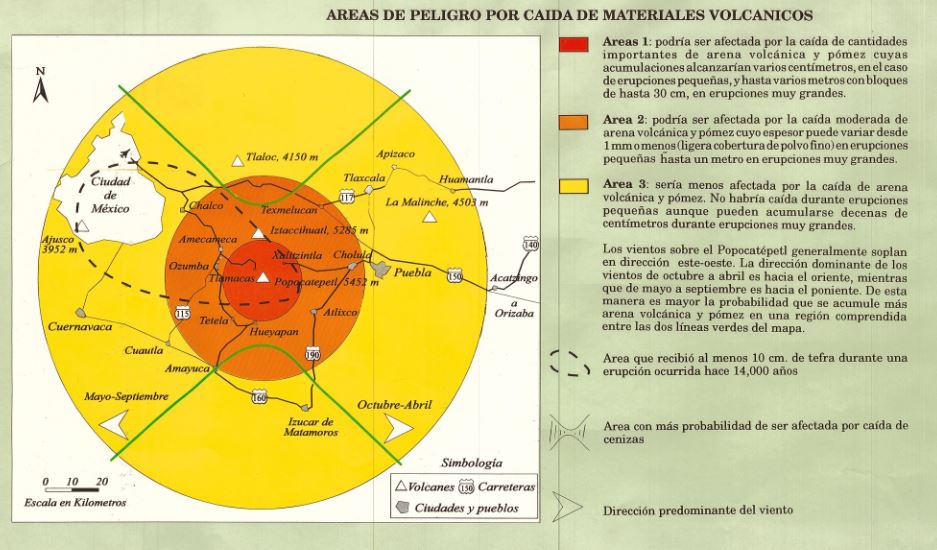 AREAS DE PELIGRO POR CAIDA DE MATERIALES VOLCANICOS
N
Tlaloc, 4150 m
Apizaco
Ciudad
de
México
Tlaxcala
Huamantla
Chalco
117
Texmelucan
La Malinche, 4503 m
Ajusco
3952 m
Iztaccihuatl, 5285 m
Amecameca
140
Xalitzintla
Cholula
Ozumba
Puebla
Tlamacas
Popocatepetl, 5452 m
150
Acatzingo
a
Orizaba
115
Cuernavaca
Tetela
Atlixco
Hueyapan
Cuautla
190
Amayuca
Mayo-Septiembre
160
Octubre-Abril
Izucar de
Matamoros
Simbología
0 10 20
Escala en Kilometros
Volcanes 150 Carreteras
Ciudades y pueblos
Areas 1: podría ser afectada por la caída de cantidades
importantes de arena volcánica y pómez cuyas
acumulaciones alcanzarían varios centímetros, en el caso
de erupciones pequeñas, y hasta varios metros con bloques
de hasta 30 cm, en erupciones muy grandes.
Area 2: podría ser afectada por la caída moderada de
arena volcánica y pómez cuyo espesor puede variar desde
1 mm o menos (ligera cobertura de polvo fino) en erupciones
pequeñas hasta un metro en erupciones muy grandes.
Area 3: sería menos afectada por la caída de arena
volcánica y pómez. No habría caída durante erupciones
pequeñas aunque pueden acumularse decenas de
centímetros durante erupciones muy grandes.
Los vientos sobre el Popocatépetl generalmente soplan
en dirección este-oeste. La dirección dominante de los
vientos de octubre a abril es hacia el oriente, mientras
que de mayo a septiembre es hacia el poniente. De esta
manera es mayor la probabilidad que se acumule más
arena volcánica y pómez en una región comprendida
entre las dos líneas verdes del mapa.
Area que recibió al menos 10 cm. de tefra durante una
erupción ocurrida hace 14,000 años
Area con más probabilidad de ser afectada por caída de
cenizas
Dirección predominante del viento